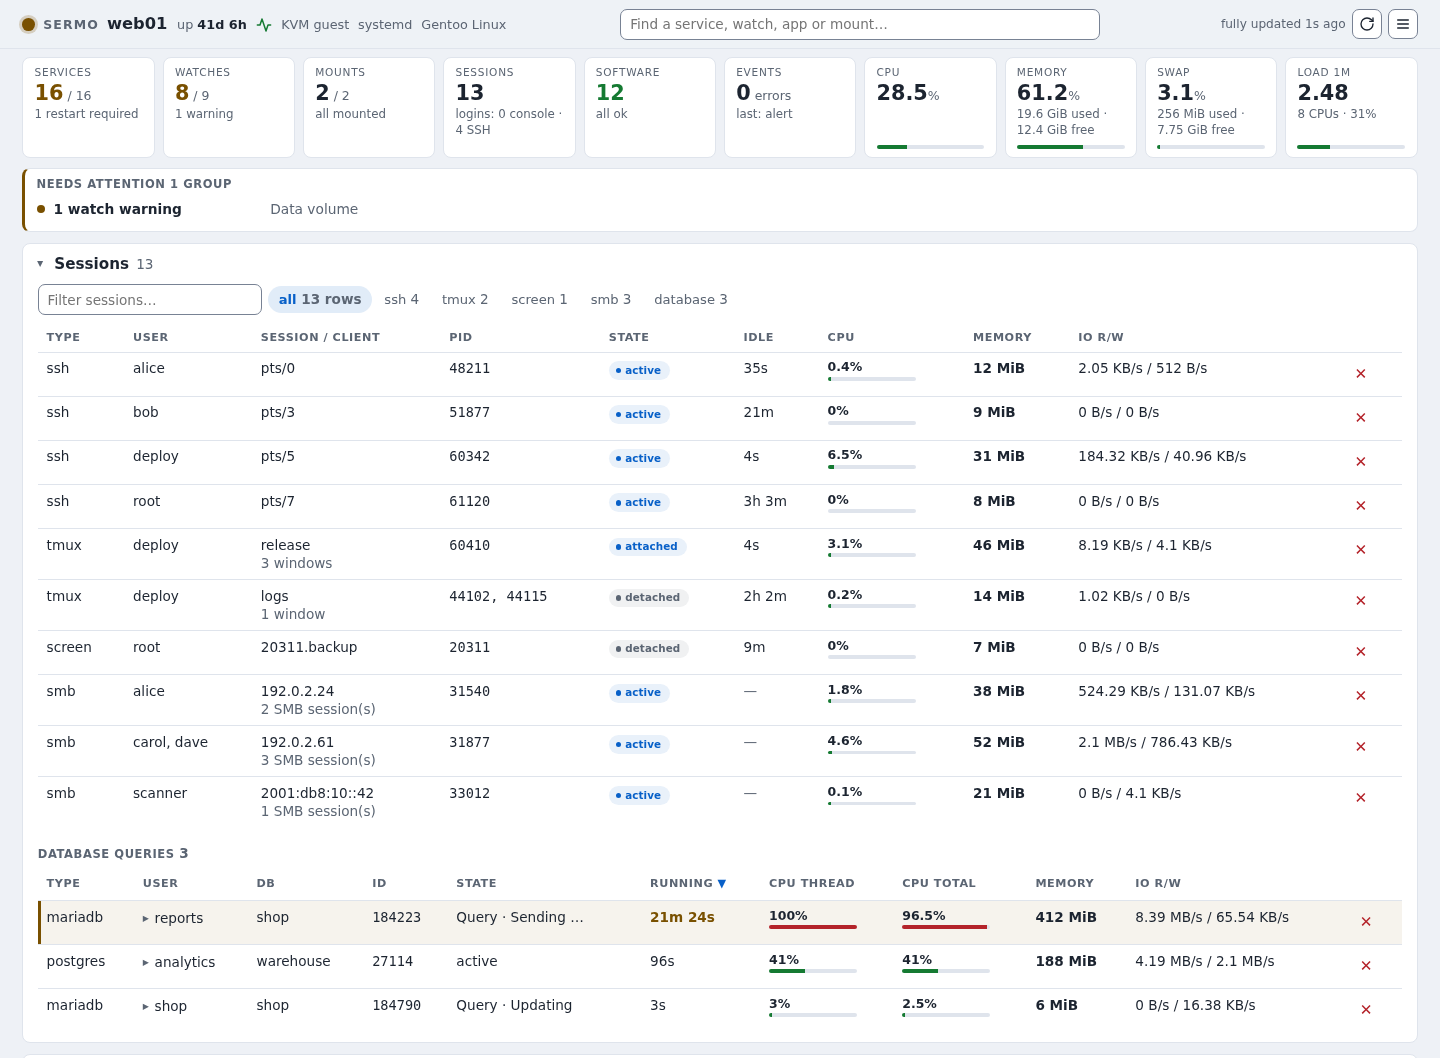 SERMO web01 up 41d 6h KVM guest systemd Gentoo Linux
Find a service, watch, app or mount…
fully updated 1s ago
SERVICES
16 / 16
1 restart required
WATCHES
8 / 9
1 warning
MOUNTS
2 / 2
all mounted
SESSIONS
13
logins: 0 console ·
4 SSH
SOFTWARE
12
all ok
EVENTS
0 errors
last: alert
CPU
28.5%
MEMORY
61.2%
19.6 GiB used ·
12.4 GiB free
SWAP
3.1%
256 MiB used ·
7.75 GiB free
LOAD 1M
2.48
8 CPUs · 31%
NEEDS ATTENTION 1 GROUP
1 watch warning Data volume
▾ Sessions 13
Filter sessions… all 13 rows ssh 4 tmux 2 screen 1 smb 3 database 3
TYPE USER SESSION / CLIENT PID STATE IDLE CPU MEMORY IO R/W
ssh alice pts/0 48211 active 35s 0.4% 12 MiB 2.05 KB/s / 512 B/s ✕
ssh bob pts/3 51877 active 21m 0% 9 MiB 0 B/s / 0 B/s ✕
ssh deploy pts/5 60342 active 4s 6.5% 31 MiB 184.32 KB/s / 40.96 KB/s ✕
ssh root pts/7 61120 active 3h 3m 0% 8 MiB 0 B/s / 0 B/s ✕
tmux deploy release 60410 attached 4s 3.1% 46 MiB 8.19 KB/s / 4.1 KB/s ✕
3 windows
tmux deploy logs 44102, 44115 detached 2h 2m 0.2% 14 MiB 1.02 KB/s / 0 B/s ✕
1 window
screen root 20311.backup 20311 detached 9m 0% 7 MiB 0 B/s / 0 B/s ✕
smb alice 192.0.2.24 31540 active — 1.8% 38 MiB 524.29 KB/s / 131.07 KB/s ✕
2 SMB session(s)
smb carol, dave 192.0.2.61 31877 active — 4.6% 52 MiB 2.1 MB/s / 786.43 KB/s ✕
3 SMB session(s)
smb scanner 2001:db8:10::42 33012 active — 0.1% 21 MiB 0 B/s / 4.1 KB/s ✕
1 SMB session(s)
DATABASE QUERIES 3
TYPE USER DB ID STATE RUNNING ▼ CPU THREAD CPU TOTAL MEMORY IO R/W
mariadb ▸ reports shop 184223 Query · Sending … 21m 24s 100% 96.5% 412 MiB 8.39 MB/s / 65.54 KB/s ✕
postgres ▸ analytics warehouse 27114 active 96s 41% 41% 188 MiB 4.19 MB/s / 2.1 MB/s ✕
mariadb ▸ shop shop 184790 Query · Updating 3s 3% 2.5% 6 MiB 0 B/s / 16.38 KB/s ✕